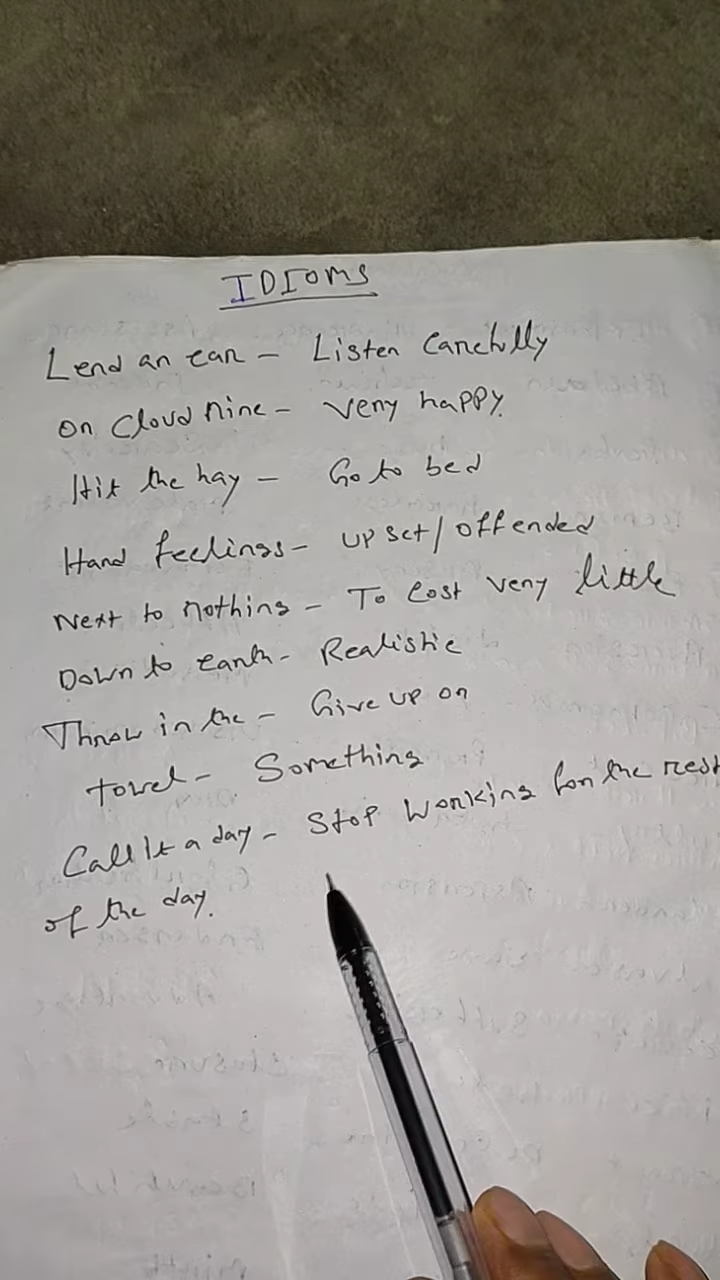 IDIOMS
Lend an ear - Listen Carefully
On Cloud nine - very happy.
Hit the hay - Go to bed
Hard feelings - upset/offended
Next to nothing - To Cost very little
Down to earth - Realistic
Throw in the - Give up on
towel - Something
Call it a day - Stop working for the rest
of the day.